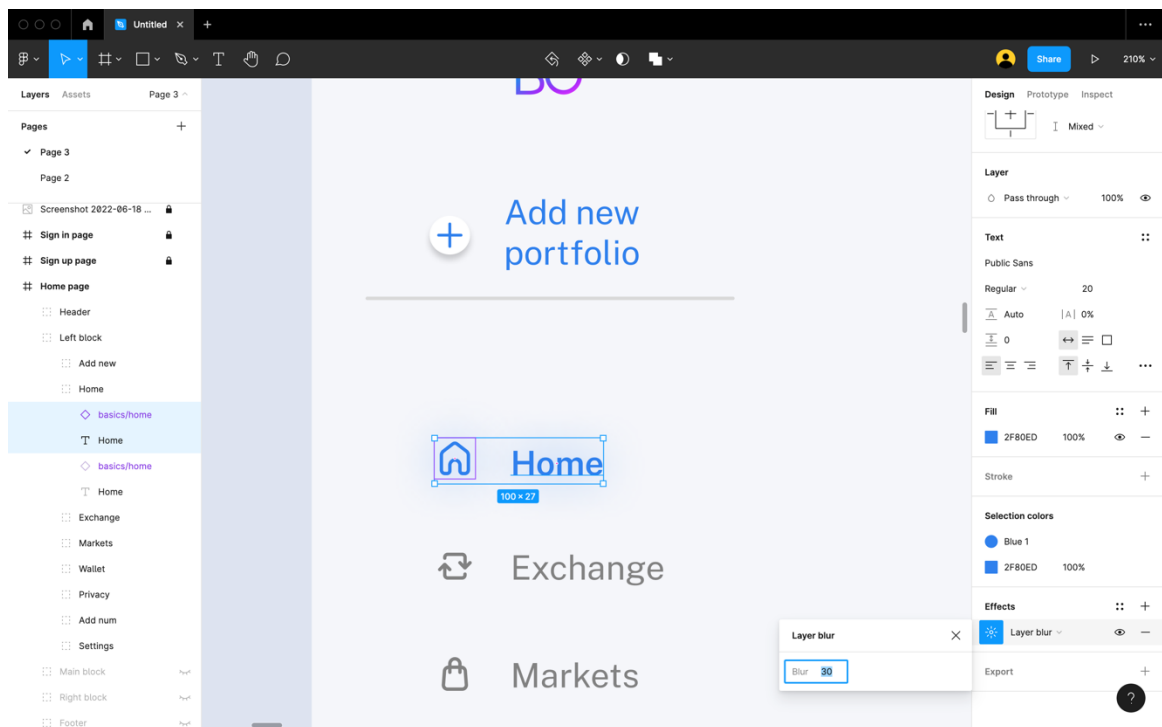 Untitled
Share
210%
Layers
Assets
Page 3
Design
Prototype
Inspect
BO
Mixed
Pages
Page 3
Page 2
Layer
Pass through
100%
Screenshot 2022-06-18 ...
Sign in page
Sign up page
Home page
Header
Left block
Add new
Home
basics/home
Home
basics/home
Home
Exchange
Markets
Wallet
Privacy
Add num
Settings
Main block
Right block
Footer
Add new
portfolio
Home
100 × 27
Exchange
Markets
Text
Public Sans
Regular
20
A Auto
|A| 0%
0
Fill
2F80ED
100%
Stroke
Selection colors
Blue 1
2F80ED
100%
Effects
Layer blur
Export
Layer blur
Blur 30
?